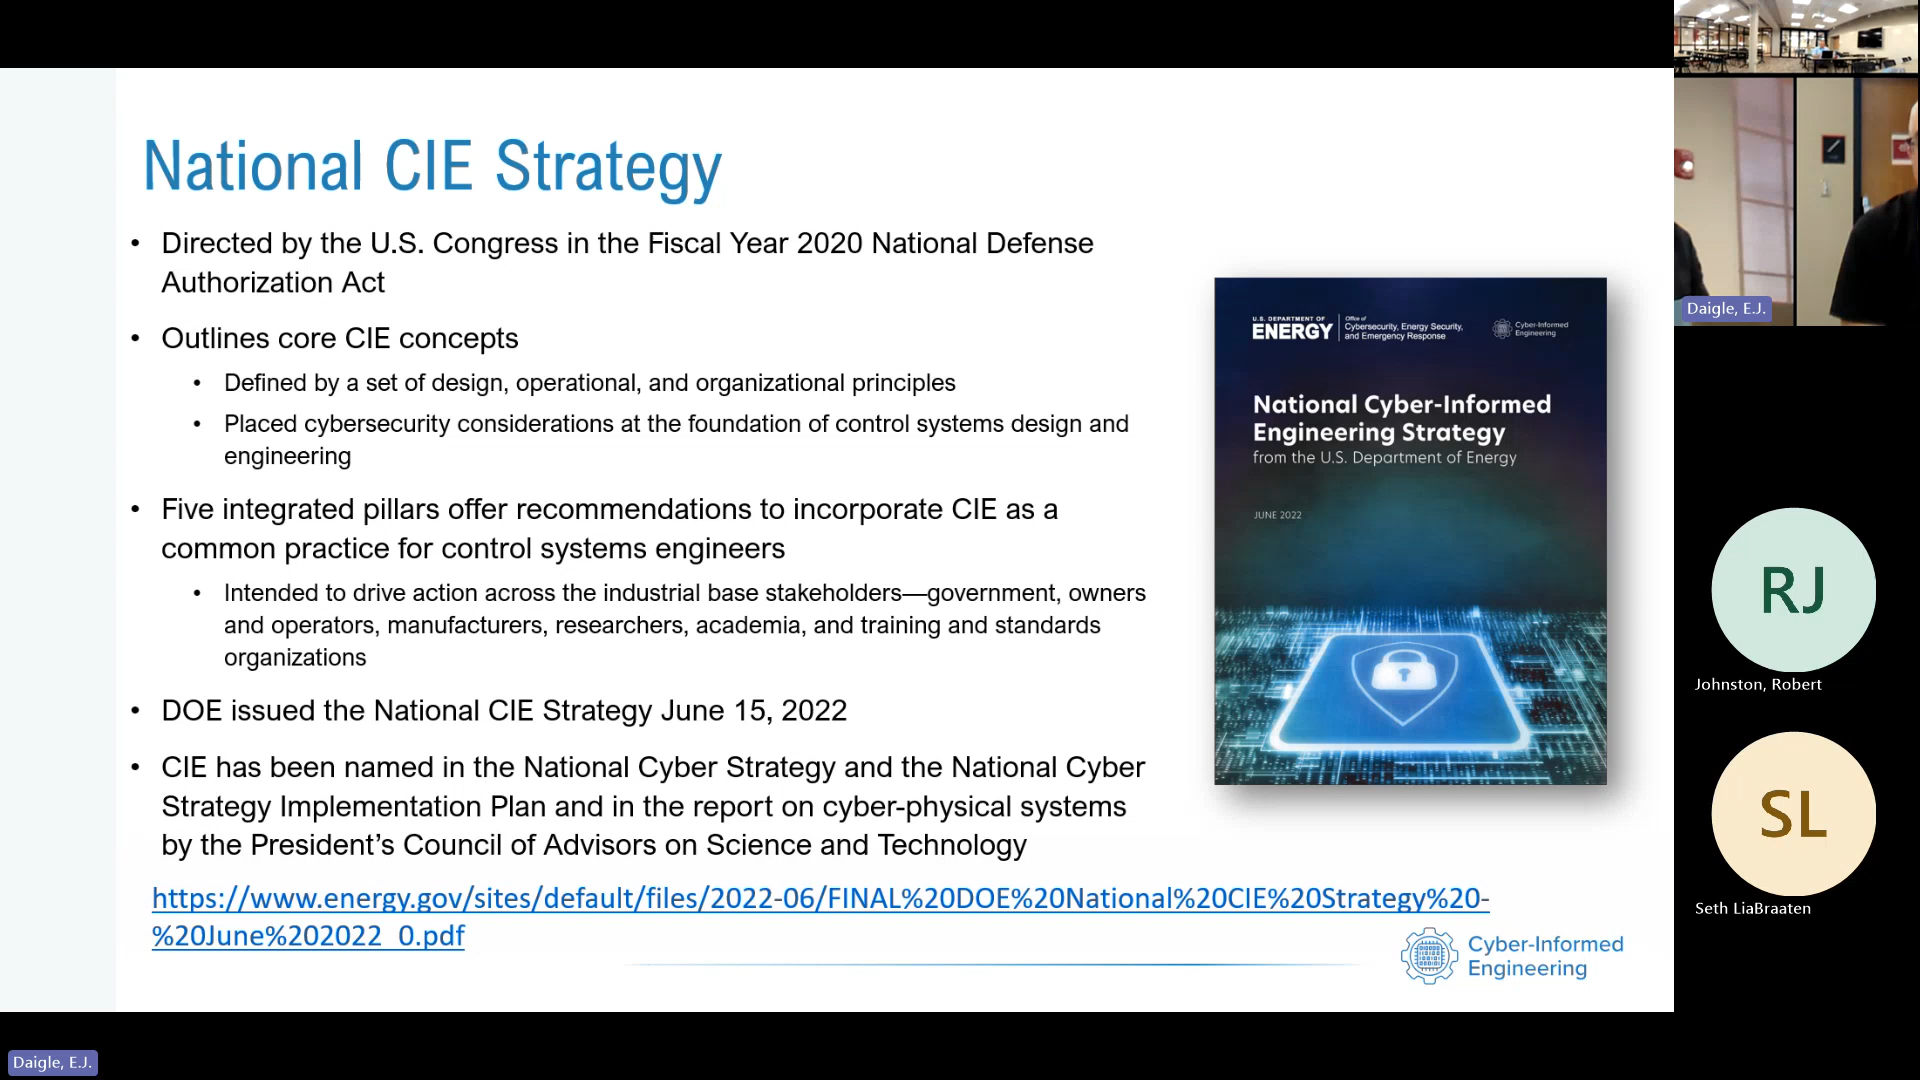 National CIE Strategy
• Directed by the U.S. Congress in the Fiscal Year 2020 National Defense
Authorization Act
• Outlines core CIE concepts
• Defined by a set of design, operational, and organizational principles
• Placed cybersecurity considerations at the foundation of control systems design and
engineering
• Five integrated pillars offer recommendations to incorporate CIE as a
common practice for control systems engineers
• Intended to drive action across the industrial base stakeholders—government, owners
and operators, manufacturers, researchers, academia, and training and standards
organizations
• DOE issued the National CIE Strategy June 15, 2022
• CIE has been named in the National Cyber Strategy and the National Cyber
Strategy Implementation Plan and in the report on cyber-physical systems
by the President’s Council of Advisors on Science and Technology
https://www.energy.gov/sites/default/files/2022-06/FINAL%20DOE%20National%20CIE%20Strategy%20-
%20June%202022_0.pdf
U.S. DEPARTMENT OF
ENERGY
Office of
Cybersecurity, Energy Security,
and Emergency Response
Cyber-Informed
Engineering
National Cyber-Informed
Engineering Strategy
from the U.S. Department of Energy
JUNE 2022
Cyber-Informed
Engineering
Daigle, E.J.
RJ
Johnston, Robert
SL
Seth LiaBraaten
Daigle, E.J.